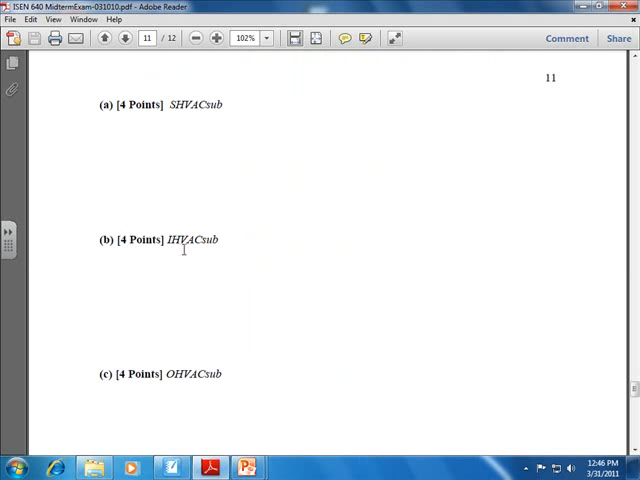 ISEN 640 MidtermExam-031010.pdf - Adobe Reader
File Edit View Window Help
11 / 12 102% Comment Share
11
(a) [4 Points] SHVACsub
(b) [4 Points] IHVACsub
(c) [4 Points] OHVACsub
12:46 PM
3/31/2011